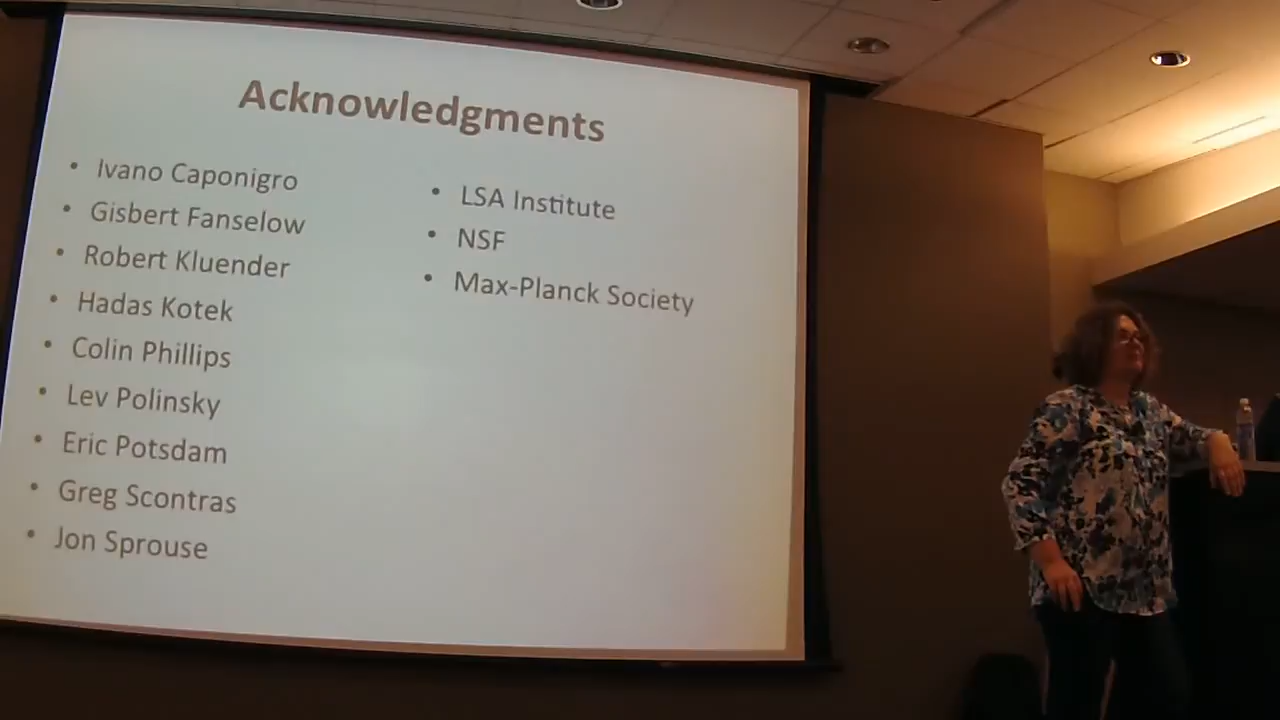 Acknowledgments
• Ivano Caponigro
• Gisbert Fanselow
• Robert Kluender
• Hadas Kotek
• Colin Phillips
• Lev Polinsky
• Eric Potsdam
• Greg Scontras
• Jon Sprouse
• LSA Institute
• NSF
• Max-Planck Society